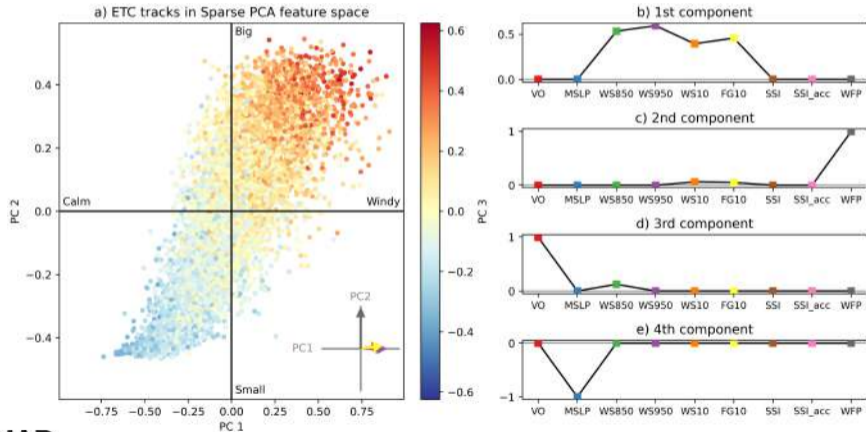 a) ETC tracks in Sparse PCA feature space
Big
0.4
0.2
0.0
−0.2
−0.4
PC 2
Calm
Windy
PC2
PC1
Small
−0.75
−0.50
−0.25
0.00
0.25
0.50
0.75
PC 1
0.6
0.4
0.2
0.0
−0.2
−0.4
−0.6
PC 3
b) 1st component
0.5
0.0
VO MSLP WS850 WS950 WS10 FG10 SSI SSI_acc WFP
c) 2nd component
1
0
VO MSLP WS850 WS950 WS10 FG10 SSI SSI_acc WFP
d) 3rd component
1
0
VO MSLP WS850 WS950 WS10 FG10 SSI SSI_acc WFP
e) 4th component
0
−1
VO MSLP WS850 WS950 WS10 FG10 SSI SSI_acc WFP